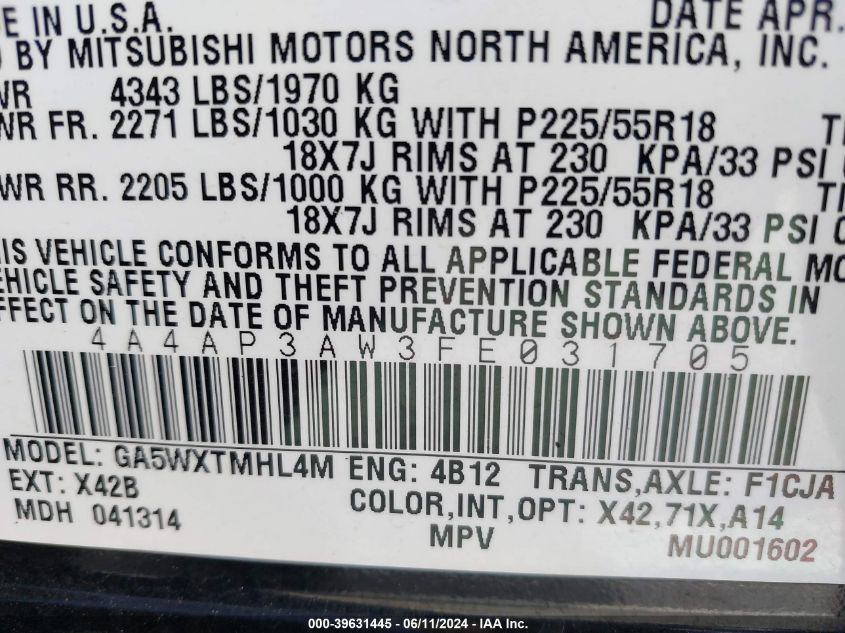 E IN U.S.A. DATE APR.
BY MITSUBISHI MOTORS NORTH AMERICA, INC.
WR 4343 LBS/1970 KG
WR FR. 2271 LBS/1030 KG WITH P225/55R18 TI
18X7J RIMS AT 230 KPA/33 PSI
WR RR. 2205 LBS/1000 KG WITH P225/55R18 TI
18X7J RIMS AT 230 KPA/33 PSI
IS VEHICLE CONFORMS TO ALL APPLICABLE FEDERAL MO
EHICLE SAFETY AND THEFT PREVENTION STANDARDS IN
FFECT ON THE DATE OF MANUFACTURE SHOWN ABOVE.
4A4AP3AW3FE031705
MODEL: GA5WXTMHL4M ENG: 4B12 TRANS,AXLE: F1CJA
EXT: X42B COLOR,INT,OPT: X42,71X,A14
MDH 041314 MPV MU001602
000-39631445 - 06/11/2024 - IAA Inc.